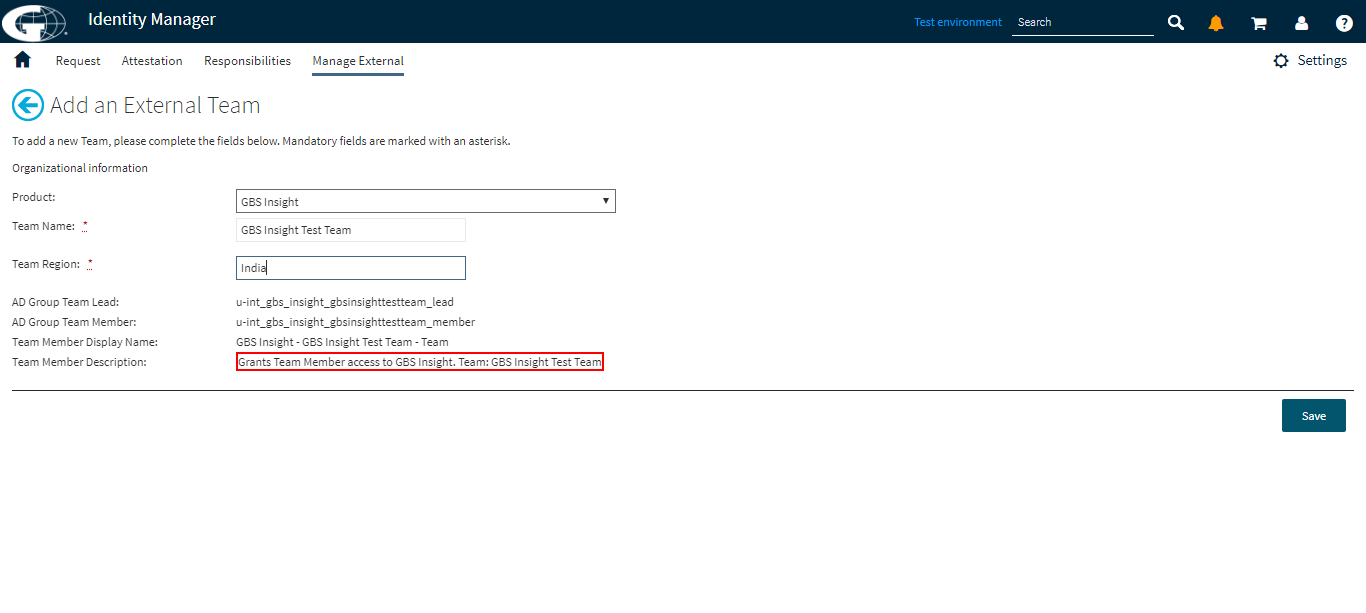 Identity Manager
Test environment
Search
Request Attestation Responsibilities Manage External
Settings
Add an External Team
To add a new Team, please complete the fields below. Mandatory fields are marked with an asterisk.
Organizational information
Product: GBS Insight
Team Name: * GBS Insight Test Team
Team Region: * India
AD Group Team Lead: u-int_gbs_insight_gbsinsighttestteam_lead
AD Group Team Member: u-int_gbs_insight_gbsinsighttestteam_member
Team Member Display Name: GBS Insight - GBS Insight Test Team - Team
Team Member Description: Grants Team Member access to GBS Insight. Team: GBS Insight Test Team
Save